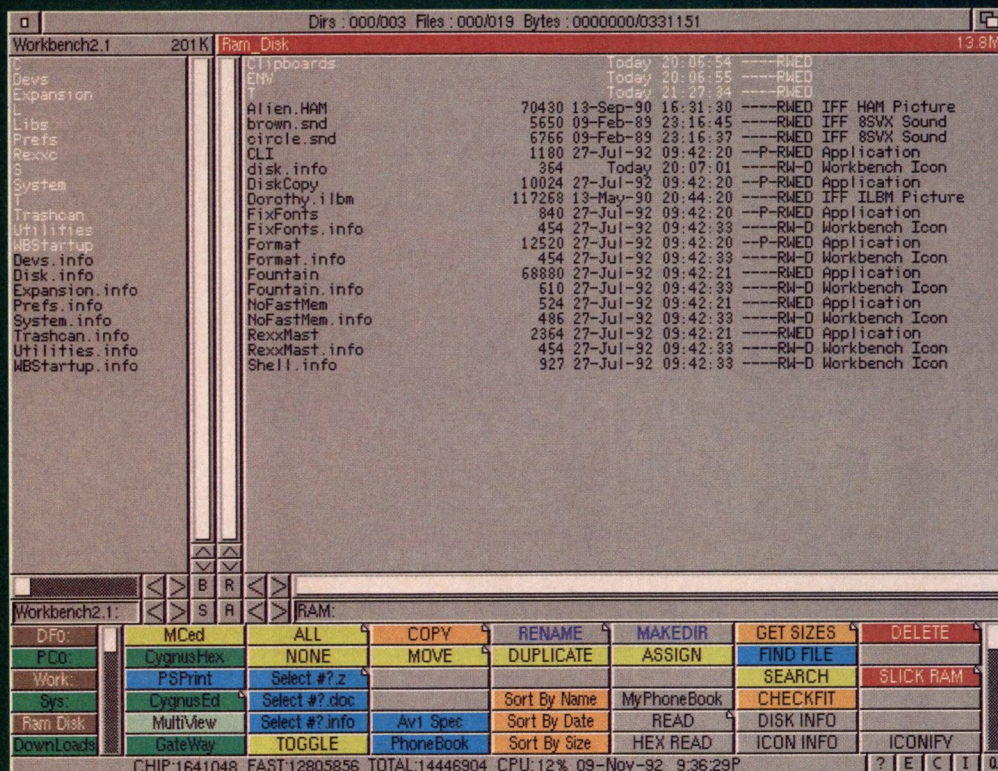 Dirs : 000/003 Files : 000/019 Bytes : 0000000/0331151
Workbench2.1 201K Ram_Disk 13.8M
C
Devs
Expansion
L
Libs
Prefs
Rexxc
S
System
T
Trashcan
Utilities
WBStartup
Devs.info
Disk.info
Expansion.info
Prefs.info
System.info
Trashcan.info
Utilities.info
WBStartup.info
Clipboards Today 20:06:54 ----RWED
ENV Today 20:06:55 ----RWED
T Today 21:27:34 ----RWED
Alien.HAM 70430 13-Sep-90 16:31:30 ----RWED IFF HAM Picture
brown.snd 5650 09-Feb-89 23:16:45 ----RWED IFF 8SVX Sound
circle.snd 6766 09-Feb-89 23:16:37 ----RWED IFF 8SVX Sound
CLI 1180 27-Jul-92 09:42:20 --P-RWED Application
disk.info 364 Today 20:07:01 ----RW-D Workbench Icon
DiskCopy 10024 27-Jul-92 09:42:20 --P-RWED Application
Dorothy.ilbm 117268 13-May-90 20:44:20 ----RWED IFF ILBM Picture
FixFonts 840 27-Jul-92 09:42:20 --P-RWED Application
FixFonts.info 454 27-Jul-92 09:42:33 ----RW-D Workbench Icon
Format 12520 27-Jul-92 09:42:20 --P-RWED Application
Format.info 454 27-Jul-92 09:42:33 ----RW-D Workbench Icon
Fountain 68880 27-Jul-92 09:42:21 ----RWED Application
Fountain.info 610 27-Jul-92 09:42:33 ----RW-D Workbench Icon
NoFastMem 524 27-Jul-92 09:42:21 ----RWED Application
NoFastMem.info 486 27-Jul-92 09:42:33 ----RW-D Workbench Icon
RexxMast 2364 27-Jul-92 09:42:21 ----RWED Application
RexxMast.info 454 27-Jul-92 09:42:33 ----RW-D Workbench Icon
Shell.info 927 27-Jul-92 09:42:33 ----RW-D Workbench Icon
B R
Workbench2.1: S A RAM:
DF0: MCed ALL COPY RENAME MAKEDIR GET SIZES DELETE
PC0: CygnusHex NONE MOVE DUPLICATE ASSIGN FIND FILE
Work: PSPrint Select #?.z SEARCH SLICK RAM
Sys: CygnusEd Select #?.doc Sort By Name MyPhoneBook CHECKFIT
Ram Disk MultiView Select #?.info Av1 Spec Sort By Date READ DISK INFO
DownLoads GateWay TOGGLE PhoneBook Sort By Size HEX READ ICON INFO ICONIFY
CHIP:1641048 FAST:12805856 TOTAL:14446904 CPU:12% 09-Nov-92 9:36:29P ? E C I Q